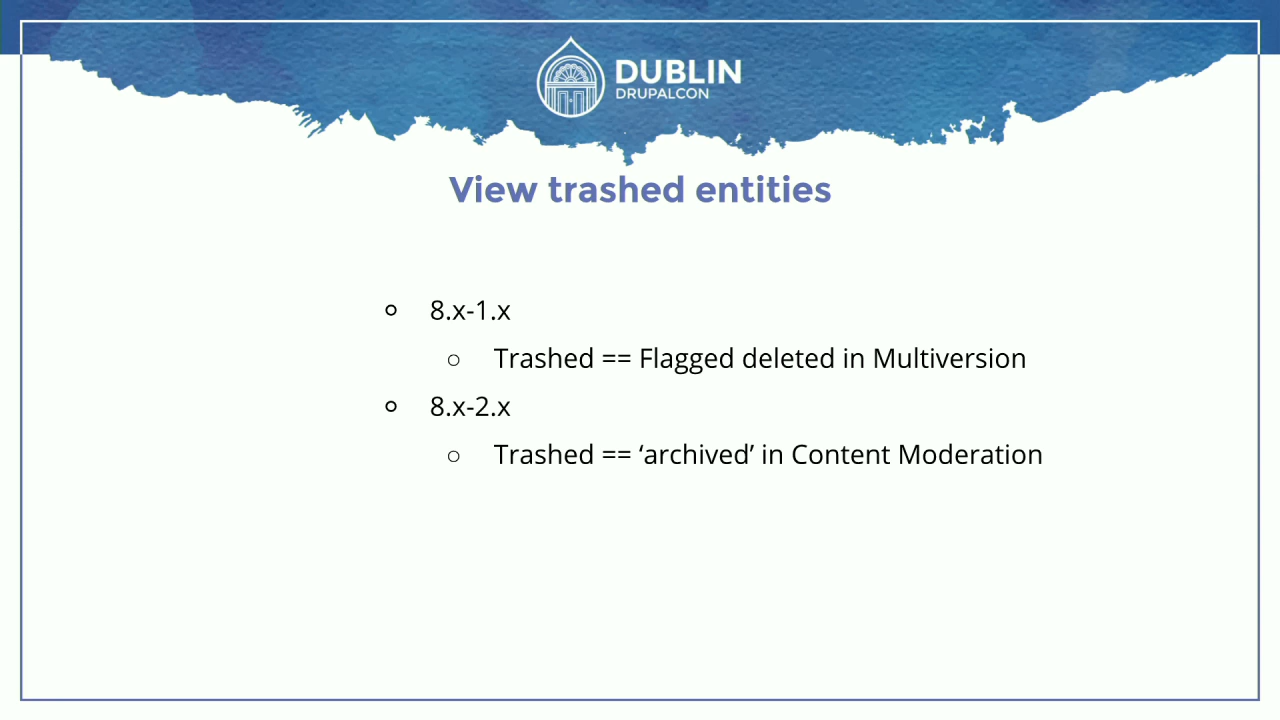 DUBLIN
DRUPALCON
View trashed entities
8.x-1.x
Trashed == Flagged deleted in Multiversion
8.x-2.x
Trashed == ‘archived’ in Content Moderation